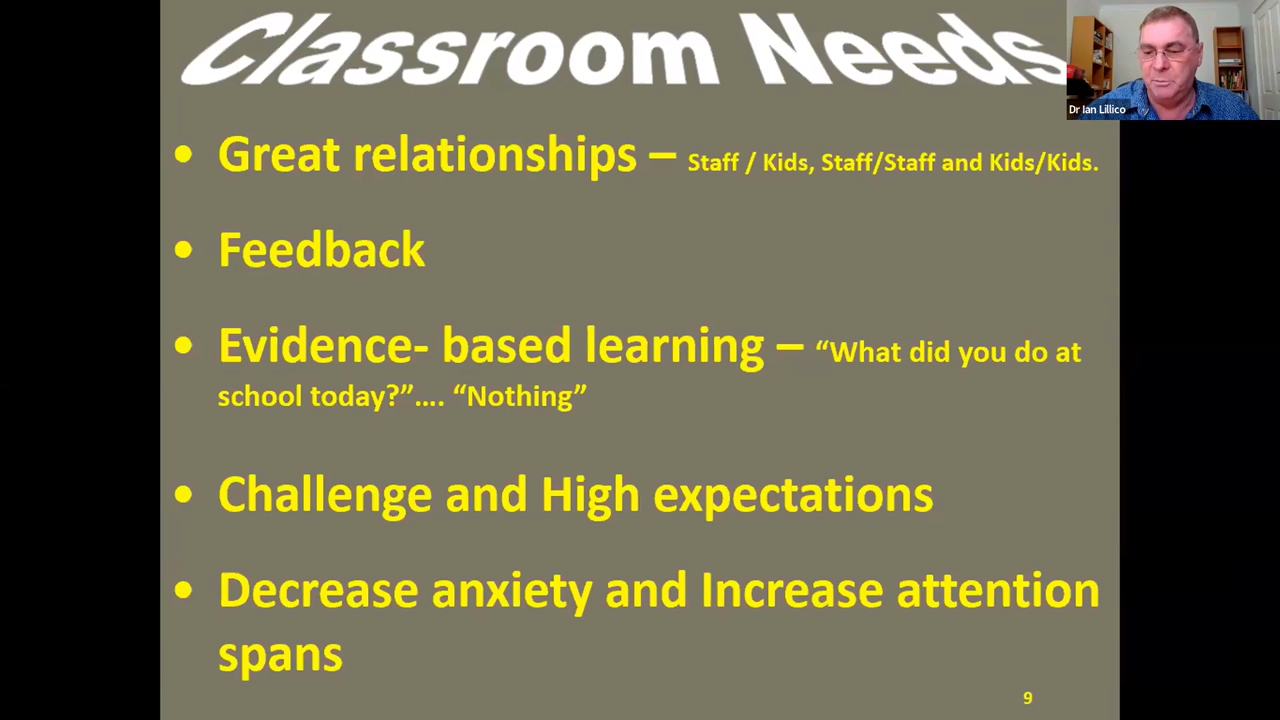 Classroom Needs
Dr Ian Lillico
• Great relationships – Staff / Kids, Staff/Staff and Kids/Kids.
• Feedback
• Evidence- based learning – “What did you do at
school today?”…. “Nothing”
• Challenge and High expectations
• Decrease anxiety and Increase attention
spans
9